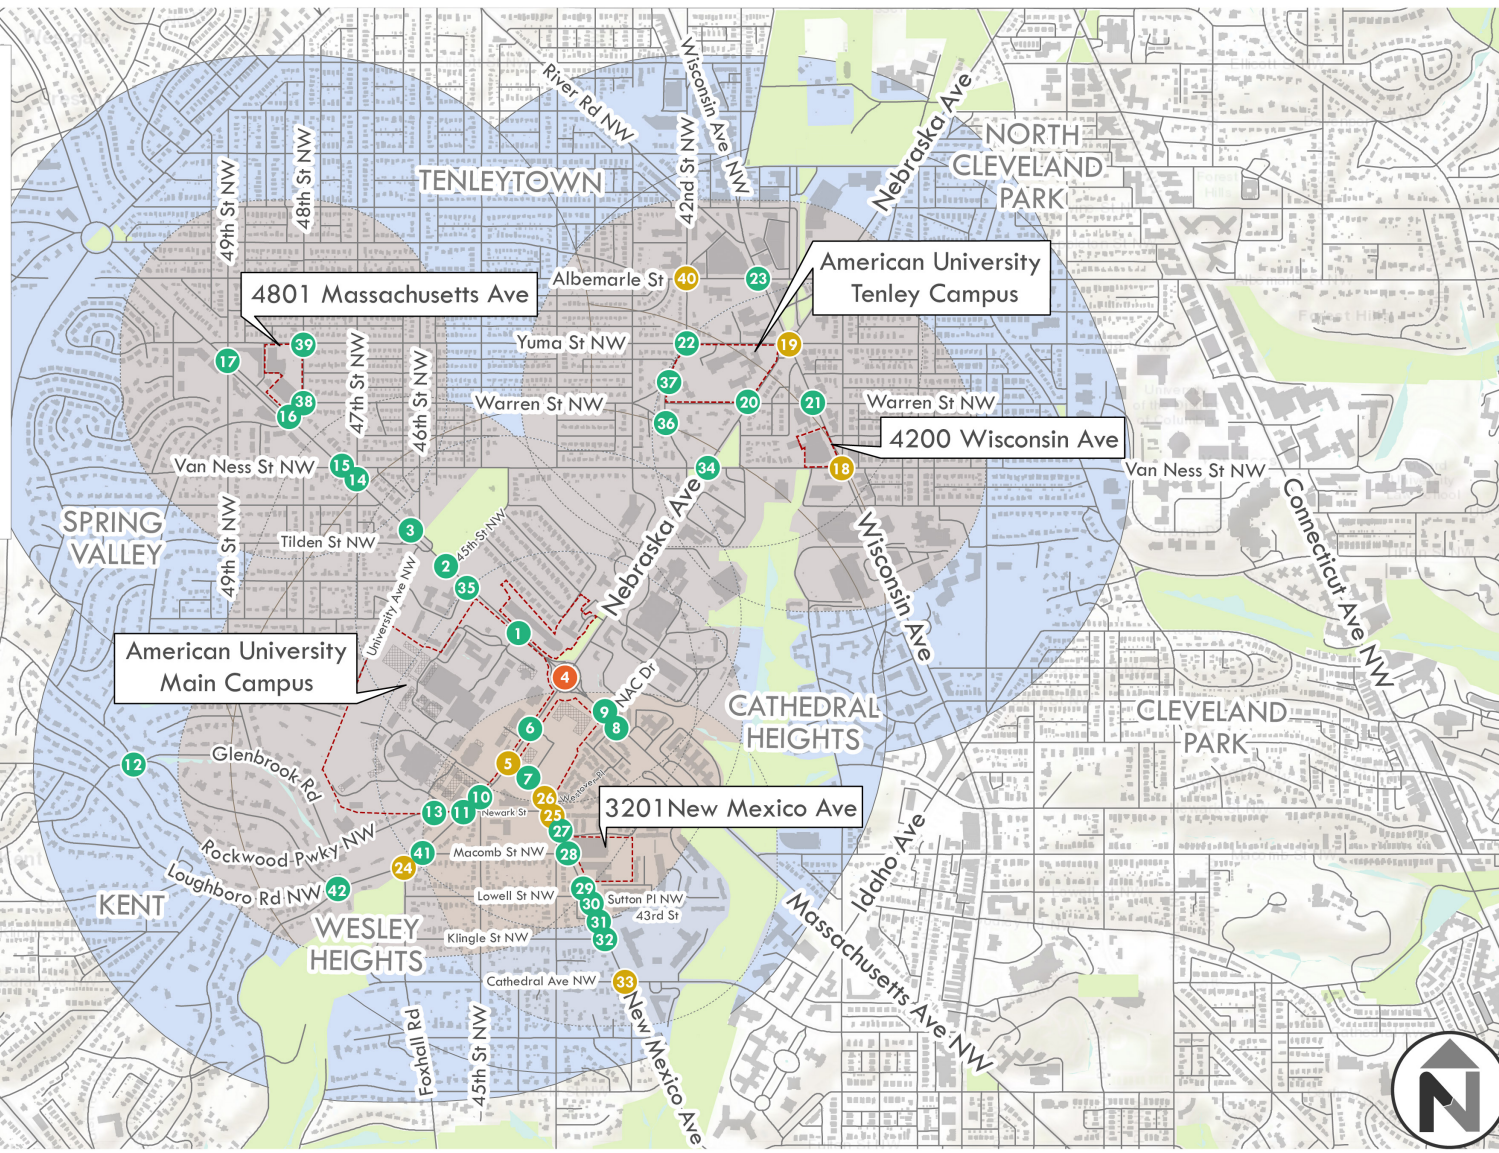 River Rd NW
Wisconsin Ave NW
Nebraska Ave
NORTH
CLEVELAND
PARK
42nd St NW
48th St NW
49th St NW
TENLEYTOWN
American University
Tenley Campus
Albemarle St
40
23
4801 Massachusetts Ave
39
17
38
16
47th St NW
46th St NW
Yuma St NW
22
19
37
20
21
Warren St NW
Warren St NW
36
4200 Wisconsin Ave
Van Ness St NW
15
14
34
18
Van Ness St NW
SPRING
VALLEY
49th St NW
Tilden St NW
3
2
45th St NW
35
University Ave NW
Nebraska Ave
Wisconsin Ave
Connecticut Ave NW
1
American University
Main Campus
4
NAC Dr
9
8
6
CATHEDRAL
HEIGHTS
CLEVELAND
PARK
12
Glenbrook Rd
5
7
Westover Pl
26
25
10
11
13
Newark St
3201New Mexico Ave
27
Rockwood Pwky NW
41
Macomb St NW
28
24
Idaho Ave
Loughboro Rd NW
42
Lowell St NW
29
Sutton Pl NW
30
43rd St
31
KENT
WESLEY
HEIGHTS
Klingle St NW
32
Massachusetts Ave NW
Cathedral Ave NW
33
New Mexico Ave
Foxhall Rd
45th St NW
N